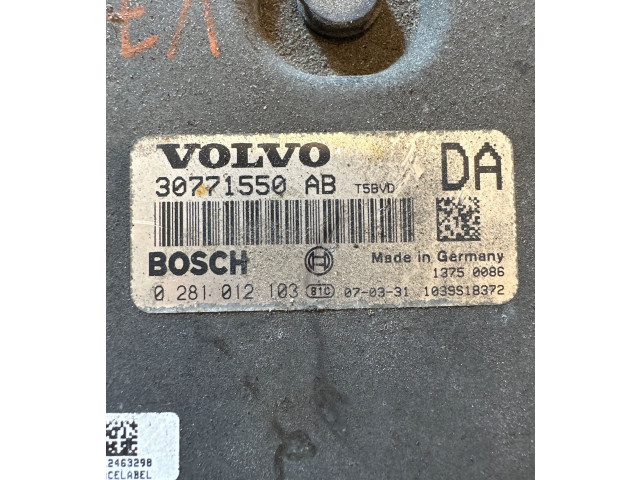 VOLVO DA
30771550 AB T5BVD
BOSCH Made in Germany
1375 0086
0 281 012 103 B1C 07-03-31 1039S18372
2463298
CELABEL